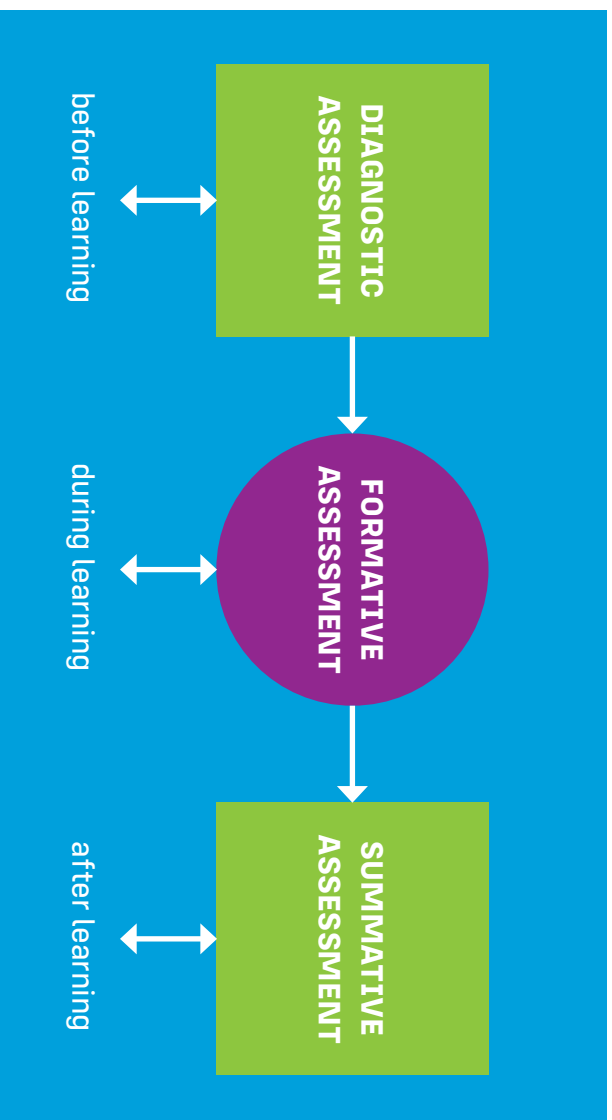 DIAGNOSTIC
ASSESSMENT
FORMATIVE
ASSESSMENT
SUMMATIVE
ASSESSMENT
before learning
during learning
after learning